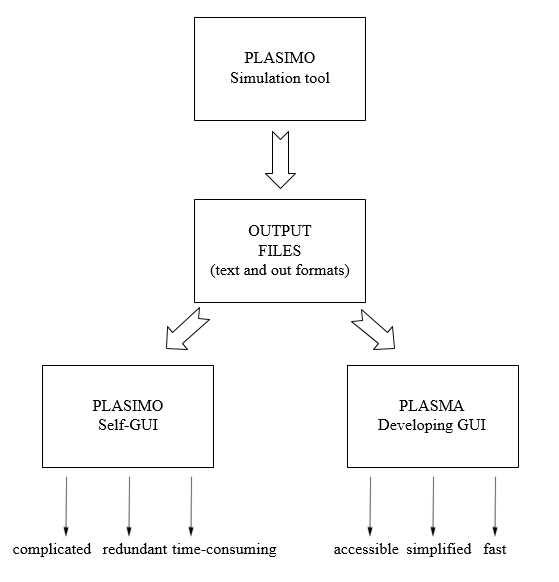 PLASIMO
Simulation tool
OUTPUT
FILES
(text and out formats)
PLASIMO
Self-GUI
PLASMA
Developing GUI
complicated redundant time-consuming
accessible simplified fast